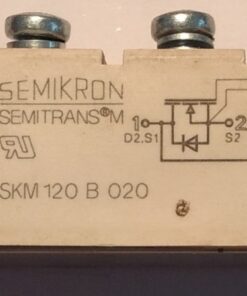 SEMIKRON
SEMITRANS®M
1
D2,S1
2
S2
SKM 120 B 020